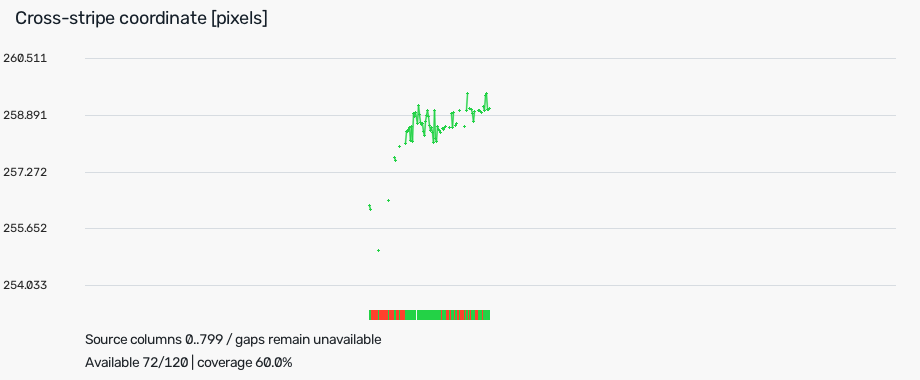 Cross-stripe coordinate [pixels]
260.511
258.891
257.272
255.652
254.033
Source columns 0..799 / gaps remain unavailable
Available 72/120 | coverage 60.0%